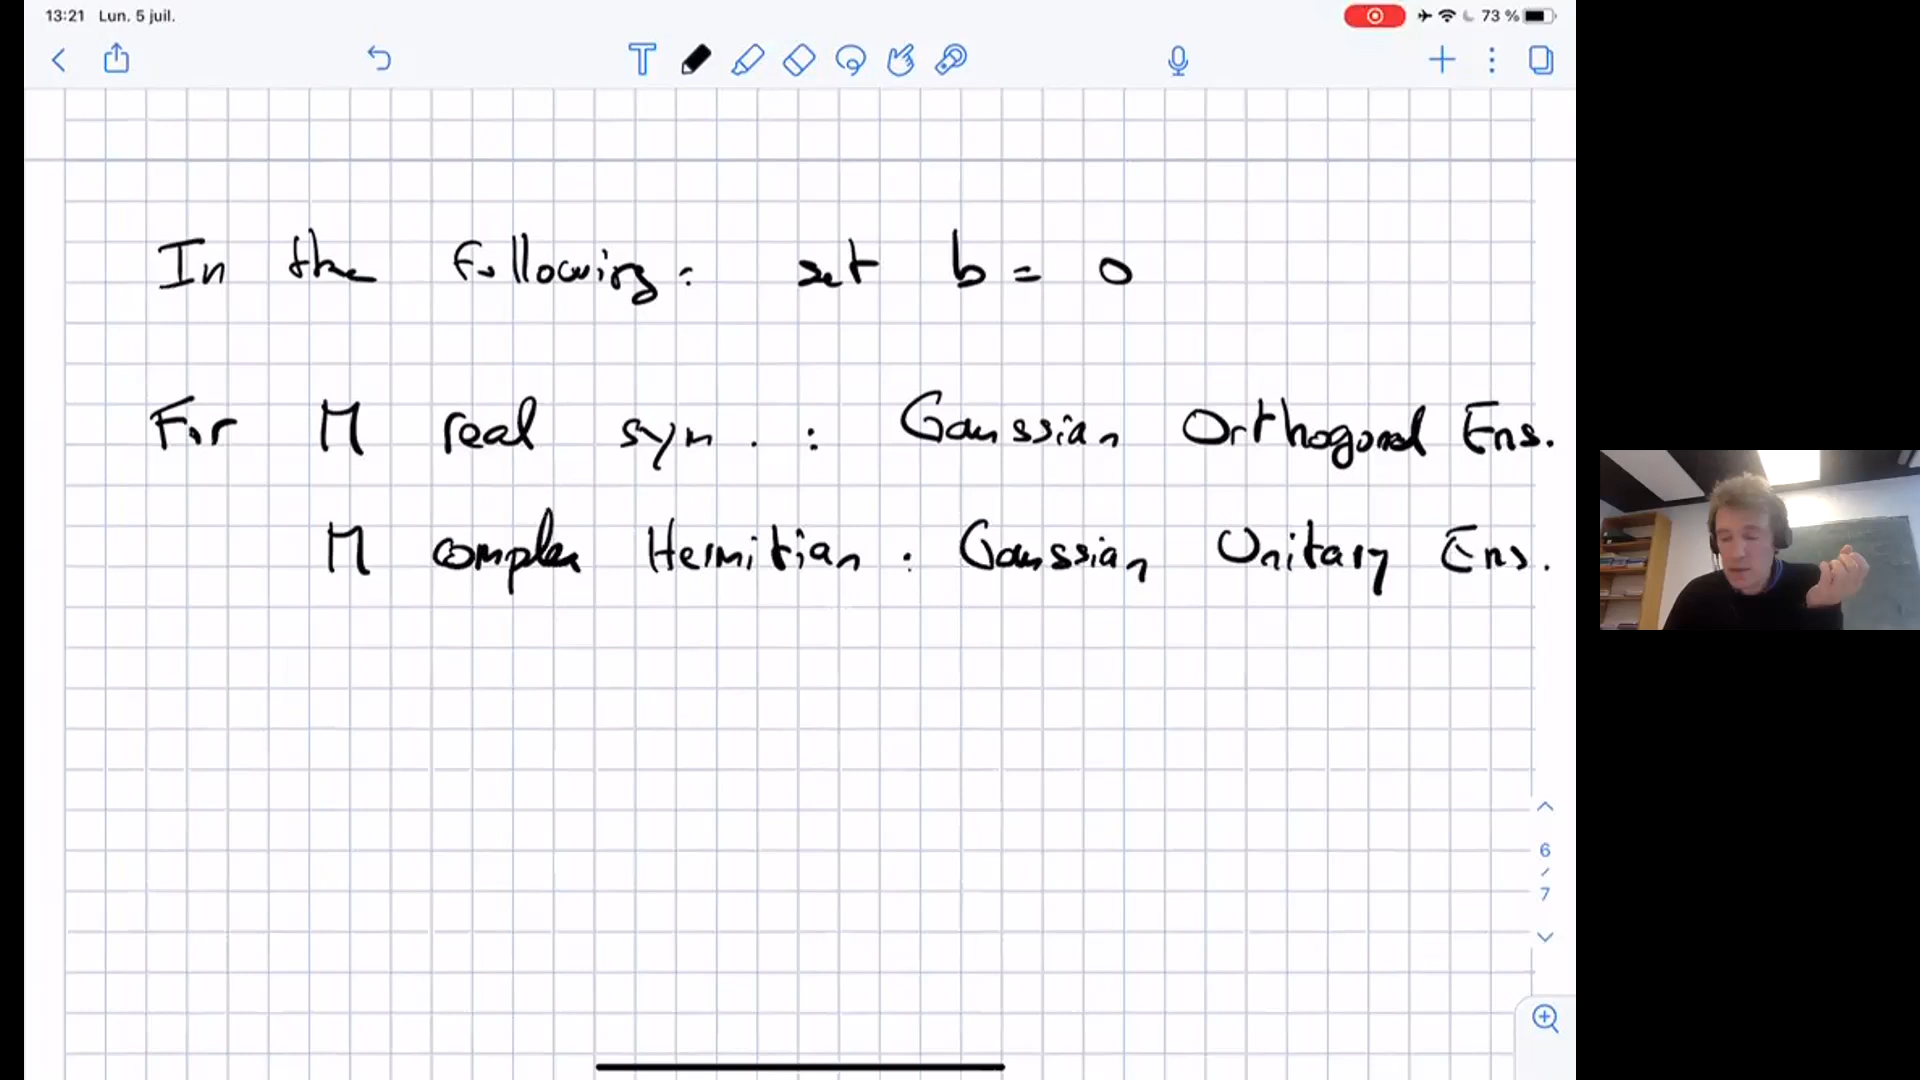 13:21 Lun. 5 juil. 73 %
In the following: set b = 0
For M real sym. : Gaussian Orthogonal Ens.
M complex Hermitian : Gaussian Unitary Ens.
6
/
7